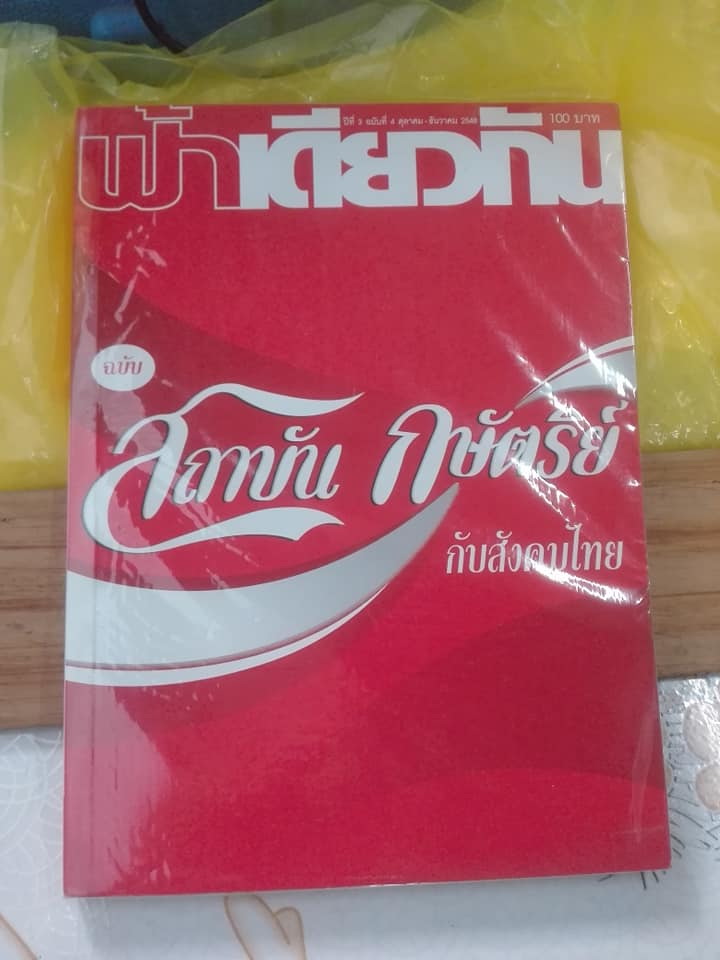 ปีที่ 3 ฉบับที่ 4 ตุลาคม - ธันวาคม 2548
100 บาท
ฟ้าเดียวกัน
ฉบับ
สถาบัน กษัตริย์
กับสังคมไทย